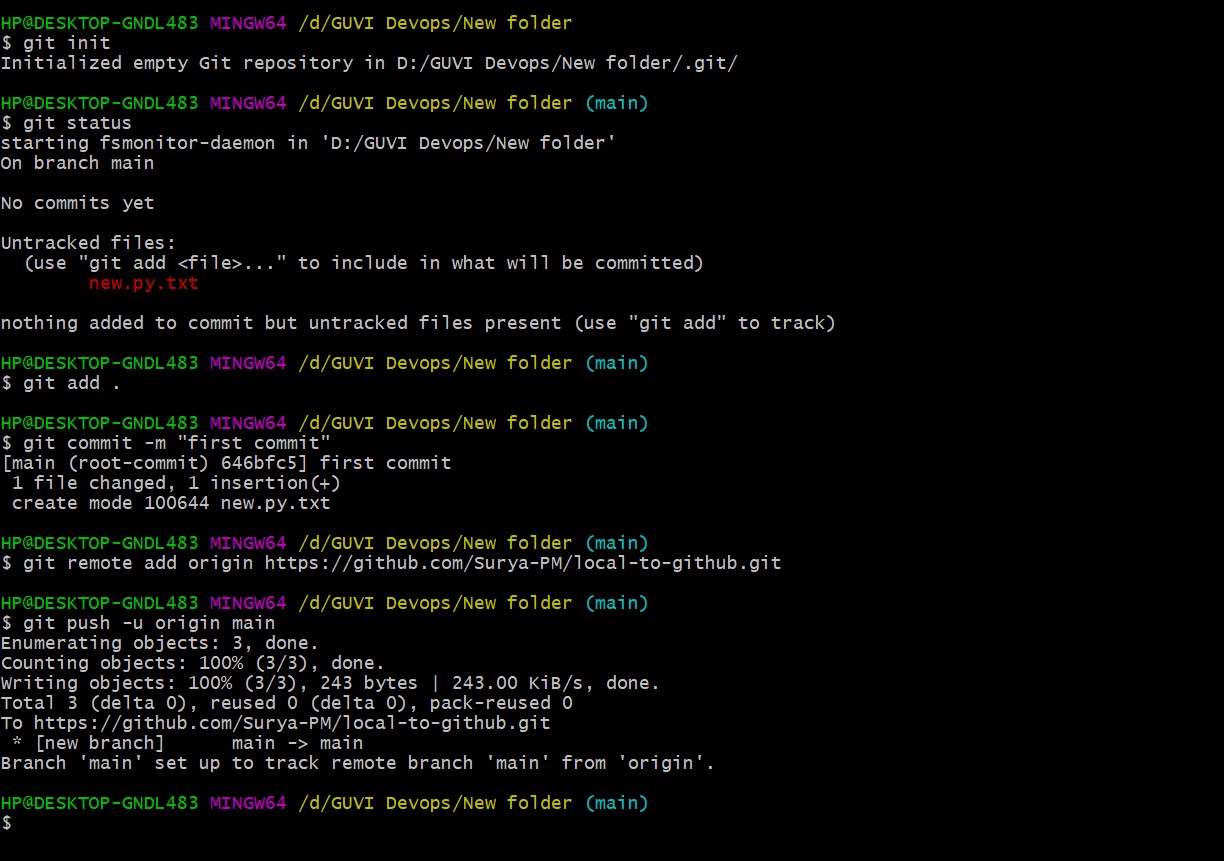 HP@DESKTOP-GNDL483 MINGW64 /d/GUVI Devops/New folder
$ git init
Initialized empty Git repository in D:/GUVI Devops/New folder/.git/
HP@DESKTOP-GNDL483 MINGW64 /d/GUVI Devops/New folder (main)
$ git status
starting fsmonitor-daemon in 'D:/GUVI Devops/New folder'
On branch main
No commits yet
Untracked files:
  (use "git add <file>..." to include in what will be committed)
        new.py.txt
nothing added to commit but untracked files present (use "git add" to track)
HP@DESKTOP-GNDL483 MINGW64 /d/GUVI Devops/New folder (main)
$ git add .
HP@DESKTOP-GNDL483 MINGW64 /d/GUVI Devops/New folder (main)
$ git commit -m "first commit"
[main (root-commit) 646bfc5] first commit
 1 file changed, 1 insertion(+)
 create mode 100644 new.py.txt
HP@DESKTOP-GNDL483 MINGW64 /d/GUVI Devops/New folder (main)
$ git remote add origin https://github.com/Surya-PM/local-to-github.git
HP@DESKTOP-GNDL483 MINGW64 /d/GUVI Devops/New folder (main)
$ git push -u origin main
Enumerating objects: 3, done.
Counting objects: 100% (3/3), done.
Writing objects: 100% (3/3), 243 bytes | 243.00 KiB/s, done.
Total 3 (delta 0), reused 0 (delta 0), pack-reused 0
To https://github.com/Surya-PM/local-to-github.git
 * [new branch]      main -> main
Branch 'main' set up to track remote branch 'main' from 'origin'.
HP@DESKTOP-GNDL483 MINGW64 /d/GUVI Devops/New folder (main)
$